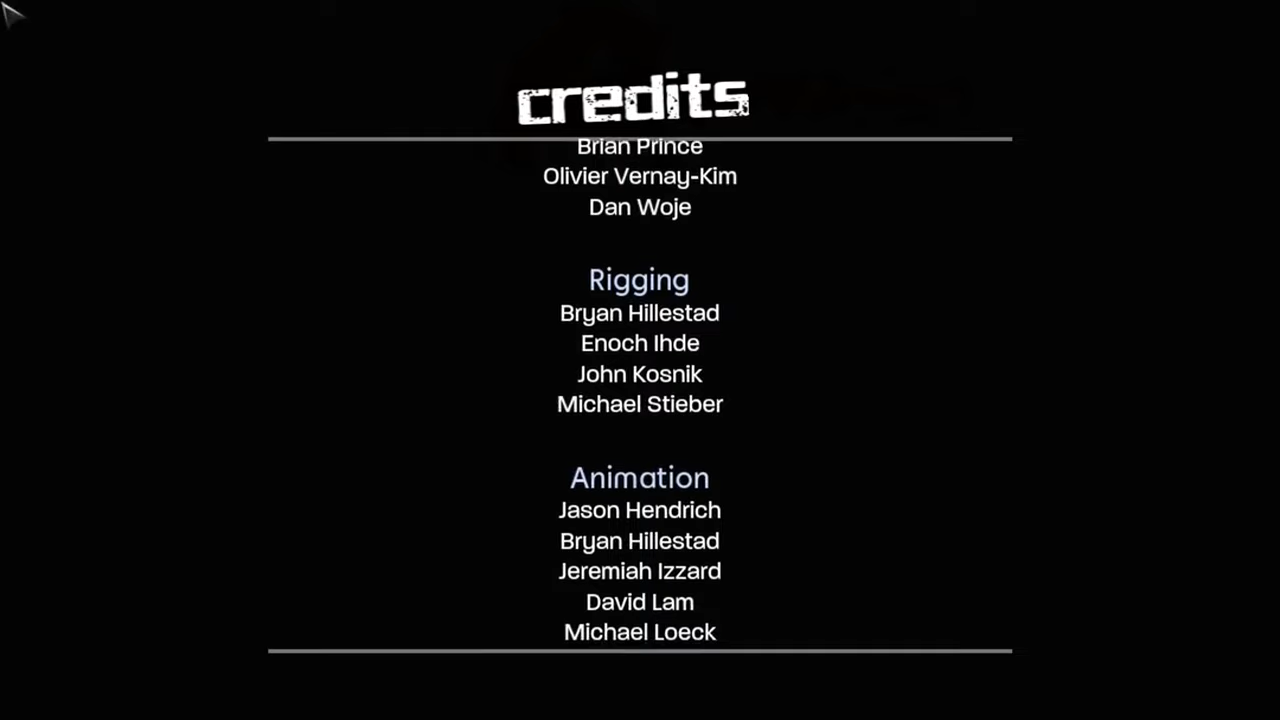 credits
Brian Prince
Olivier Vernay-Kim
Dan Woje
Rigging
Bryan Hillestad
Enoch Ihde
John Kosnik
Michael Stieber
Animation
Jason Hendrich
Bryan Hillestad
Jeremiah Izzard
David Lam
Michael Loeck